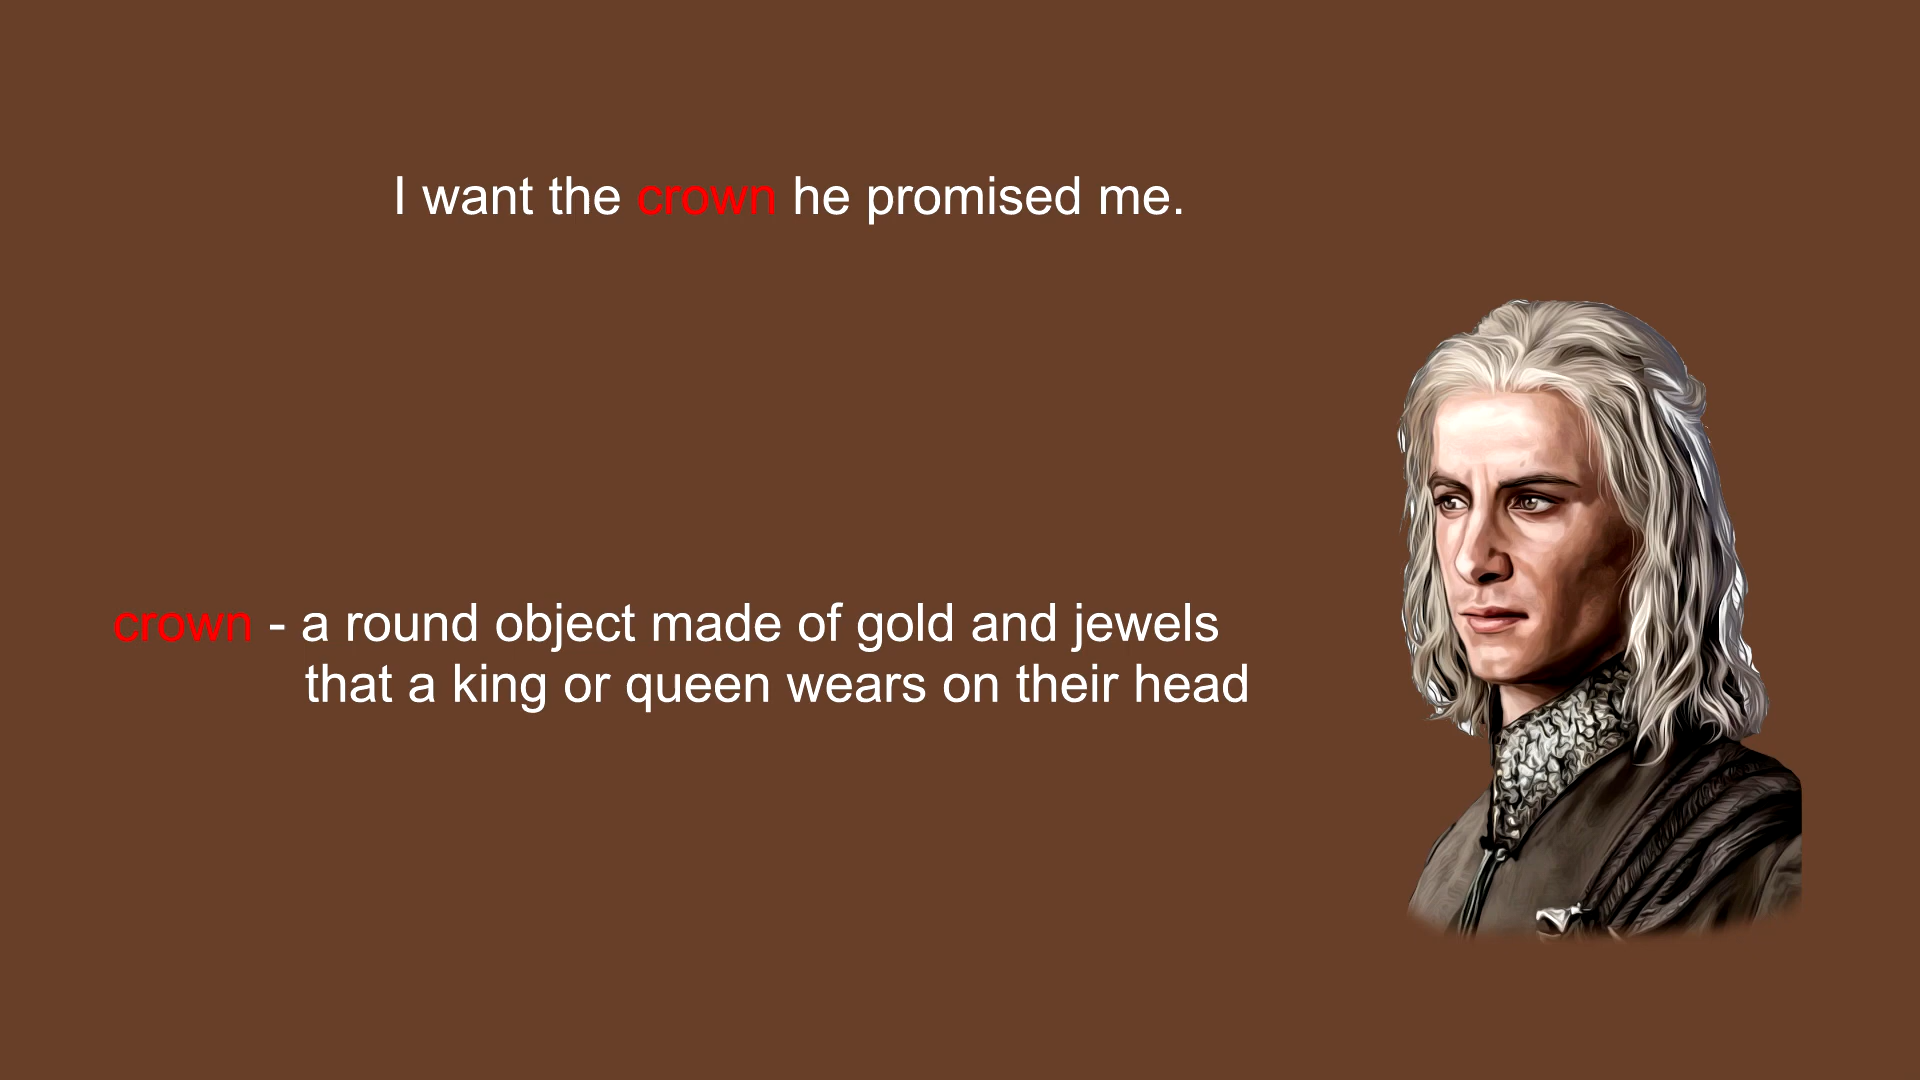 I want the crown he promised me.
crown - a round object made of gold and jewels
that a king or queen wears on their head